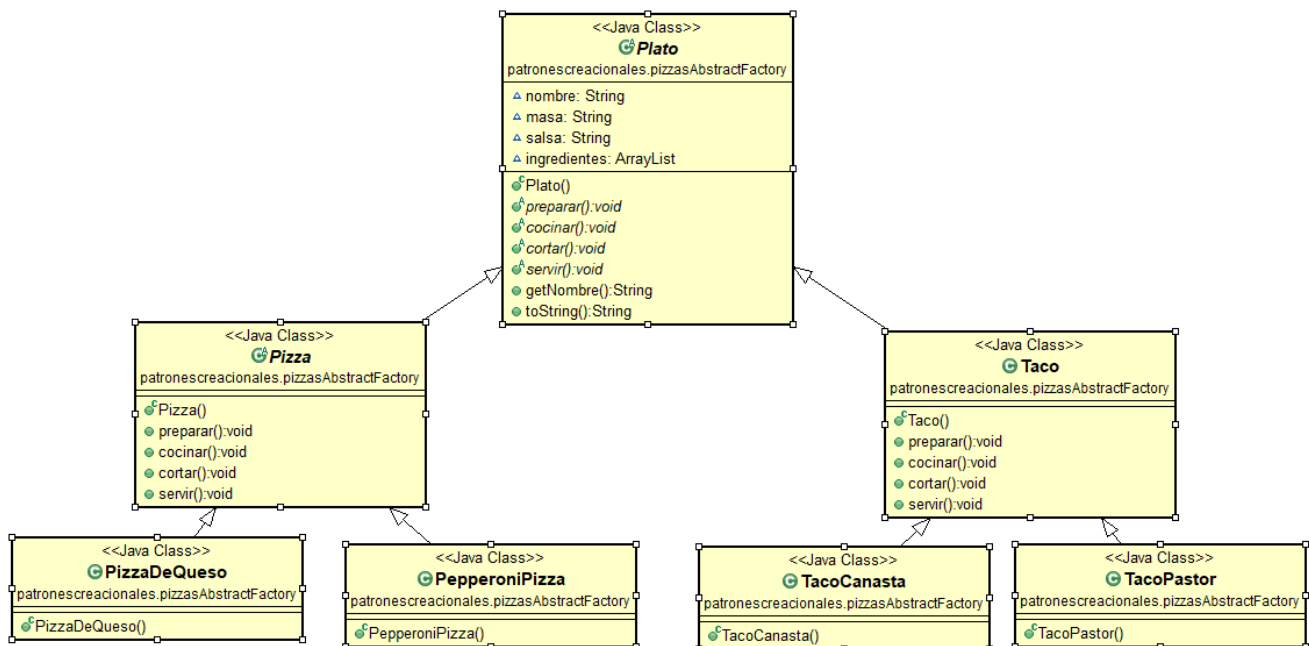 <<Java Class>>
Plato
patronescreacionales.pizzasAbstractFactory
nombre: String
masa: String
salsa: String
ingredientes: ArrayList
Plato()
preparar():void
cocinar():void
cortar():void
servir():void
getNombre():String
toString():String
<<Java Class>>
Pizza
patronescreacionales.pizzasAbstractFactory
Pizza()
preparar():void
cocinar():void
cortar():void
servir():void
<<Java Class>>
Taco
patronescreacionales.pizzasAbstractFactory
Taco()
preparar():void
cocinar():void
cortar():void
servir():void
<<Java Class>>
PizzaDeQueso
patronescreacionales.pizzasAbstractFactory
PizzaDeQueso()
<<Java Class>>
PepperoniPizza
patronescreacionales.pizzasAbstractFactory
PepperoniPizza()
<<Java Class>>
TacoCanasta
patronescreacionales.pizzasAbstractFactory
TacoCanasta()
<<Java Class>>
TacoPastor
patronescreacionales.pizzasAbstractFactory
TacoPastor()